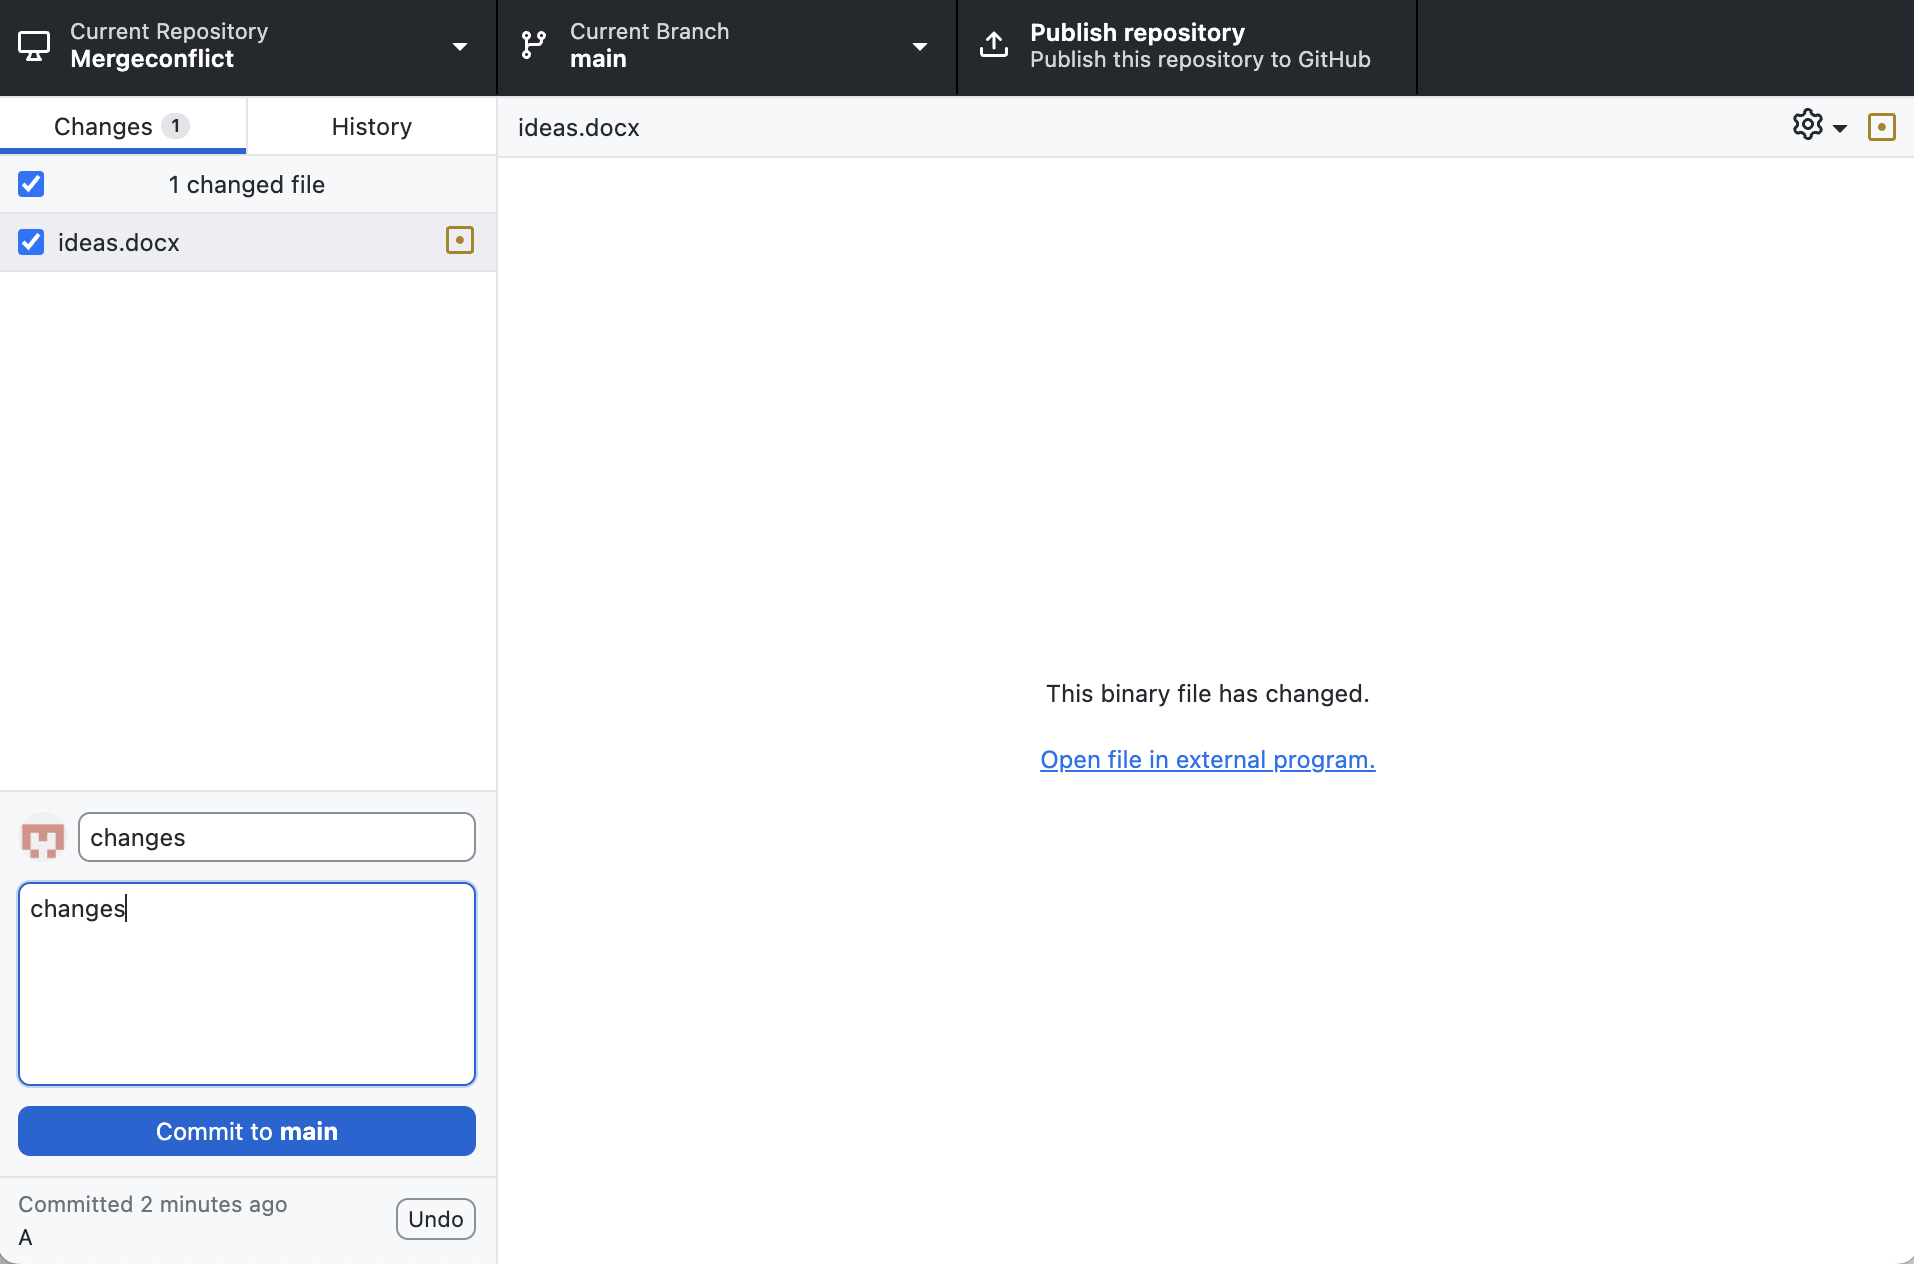 Current Repository
Mergeconflict
Current Branch
main
Publish repository
Publish this repository to GitHub
Changes 1
History
ideas.docx
1 changed file
ideas.docx
This binary file has changed.
Open file in external program.
changes
changes
Commit to main
Committed 2 minutes ago
A
Undo